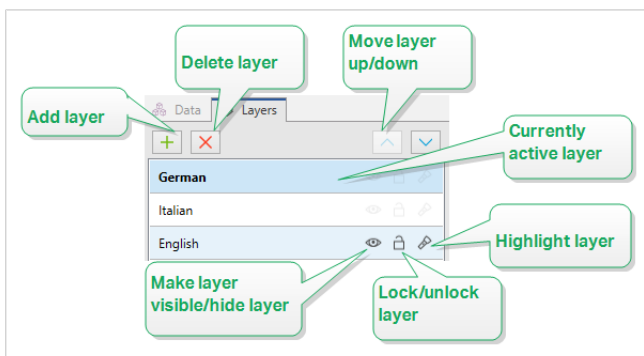 Delete layer
Move layer
up/down
Add layer
Data
Layers
Currently
active layer
German
Italian
English
Highlight layer
Make layer
visible/hide layer
Lock/unlock
layer